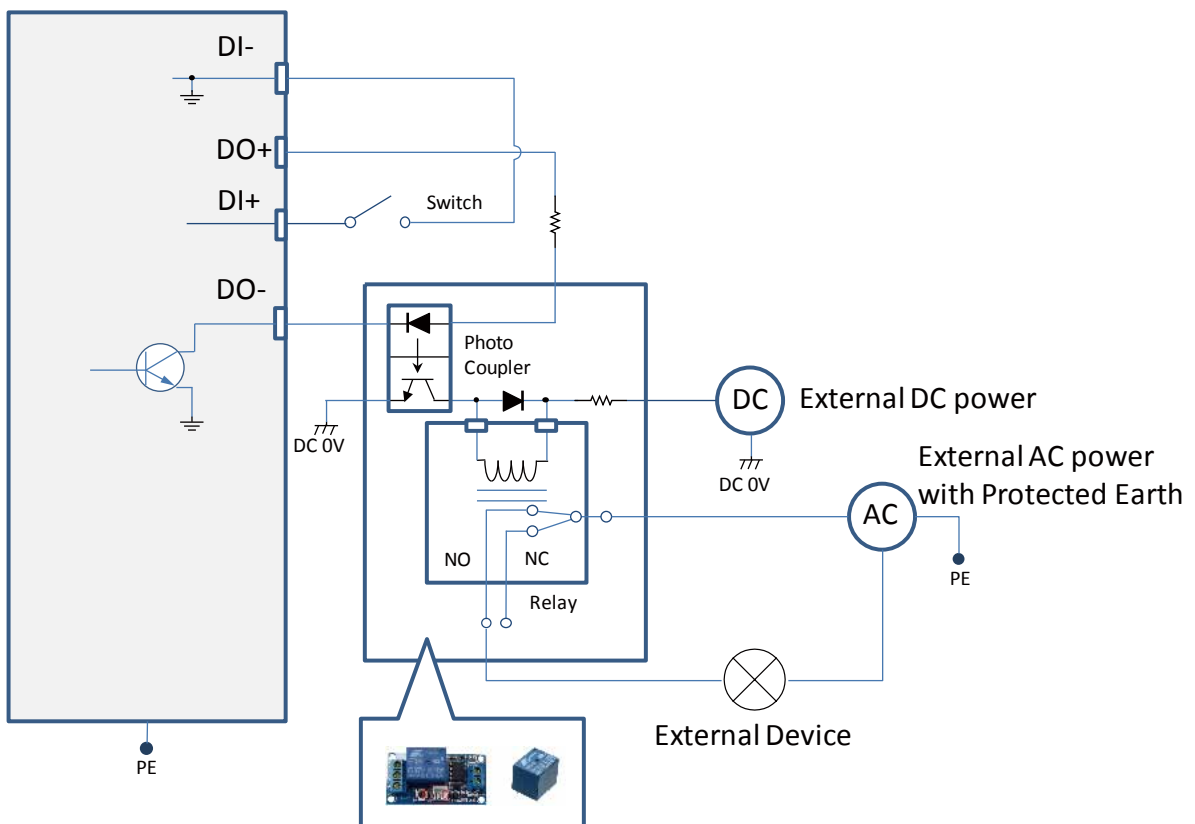 DI-
DO+
DI+
Switch
DO-
Photo
Coupler
DC
External DC power
DC 0V
DC 0V
External AC power
with Protected Earth
AC
NO
NC
PE
Relay
External Device
PE